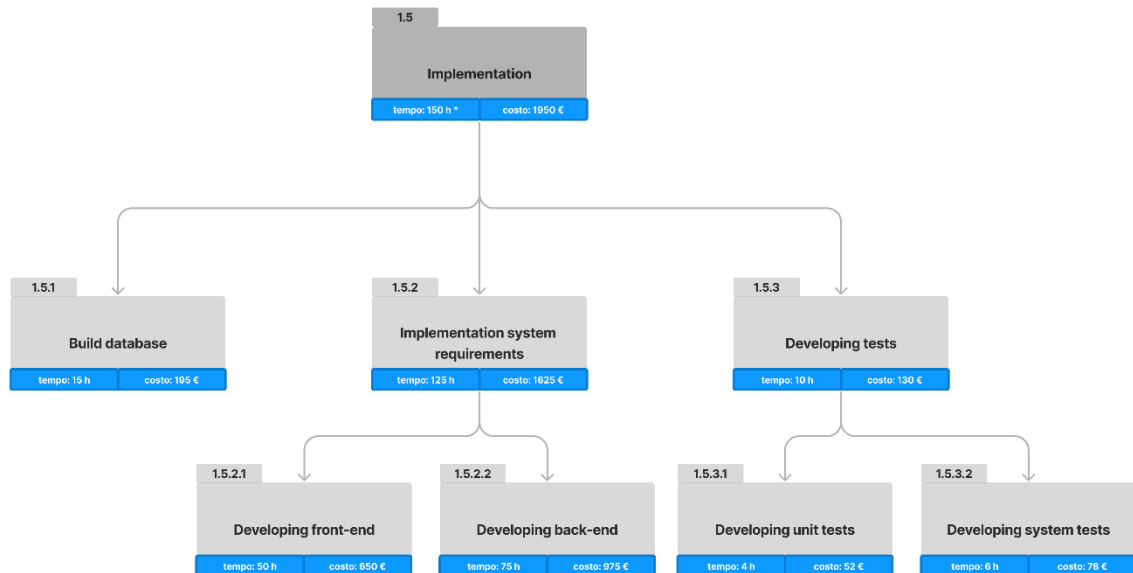 1.5
Implementation
tempo: 150 h * costo: 1950 €
1.5.1 1.5.2 1.5.3
Build database
Implementation system
requirements
Developing tests
tempo: 15 h costo: 195 € tempo: 125 h costo: 1625 € tempo: 10 h costo: 130 €
1.5.2.1 1.5.2.2 1.5.3.1 1.5.3.2
Developing front-end Developing back-end Developing unit tests Developing system tests
tempo: 50 h costo: 650 € tempo: 75 h costo: 975 € tempo: 4 h costo: 52 € tempo: 6 h costo: 78 €